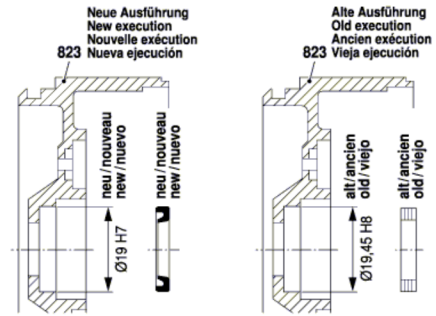 Neue Ausführung
New execution
Nouvelle exécution
823 Nueva ejecución
neu/nouveau
new/nuevo
Ø19 H7
neu/nouveau
new/nuevo
Alte Ausführung
Old execution
Ancien exécution
823 Vieja ejecución
alt/ancien
old/viejo
Ø19,45 H8
alt/ancien
old/viejo